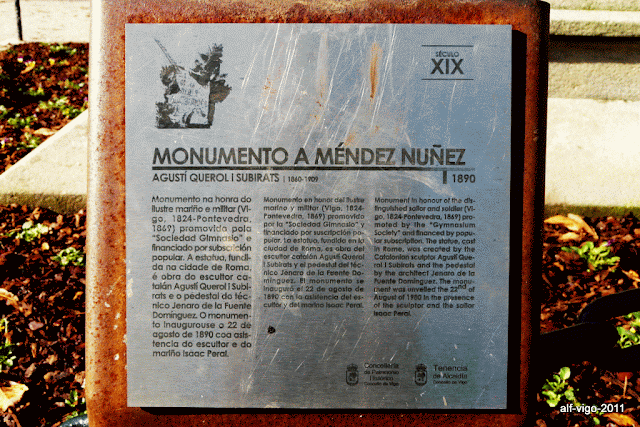 SÉCULO
XIX
MONUMENTO A MÉNDEZ NUÑEZ
AGUSTÍ QUEROL I SUBIRATS | 1860-1909
1890
Monumento na honra do
ilustre mariño e militar (Vi-
go, 1824-Pontevedra,
1869) promovido pola
"Sociedad Gimnasio" e
financiado por subscrición
popular. A estatua, fundi-
da na cidade de Roma,
é obra do escultor ca-
talán Agustí Querol i Subi-
rats e o pedestal do téc-
nico Jenaro de la Fuente
Domínguez. O monumen-
to inaugurouse o 22 de
agosto de 1890 coa asis-
tencia do escultor e do
mariño Isaac Peral.
Monumento en honor del ilustre
marino y militar (Vigo, 1824-
Pontevedra, 1869) promovido
por la "Sociedad Gimnasio" y
financiado por suscripción po-
pular. La estatua, fundida en la
ciudad de Roma, es obra del
escultor catalán Agustí Querol
i Subirats y el pedestal del téc-
nico Jenaro de la Fuente Do-
mínguez. El monumento se
inauguró el 22 de agosto de
1890 con la asistencia del es-
cultor y del marino Isaac Peral.
Monument in honour of the dis-
tinguished sailor and soldier (Vi-
go, 1824-Pontevedra, 1869) pro-
moted by the "Gymnasium
Society" and financed by popu-
lar subscription. The statue, cast
in Rome, was created by the
Catalonian sculptor Agustí Que-
rol i Subirats and the pedestal
by the architect Jenaro de la
Fuente Domínguez. The monu-
ment was unveiled the 22nd of
August of 1980 in the presence
of the sculptor and the sailor
Isaac Peral.
Concellería
de Patrimonio
Histórico
Concello de Vigo
Tenencia
de Alcaldía
Concello de Vigo
alf-vigo-2011